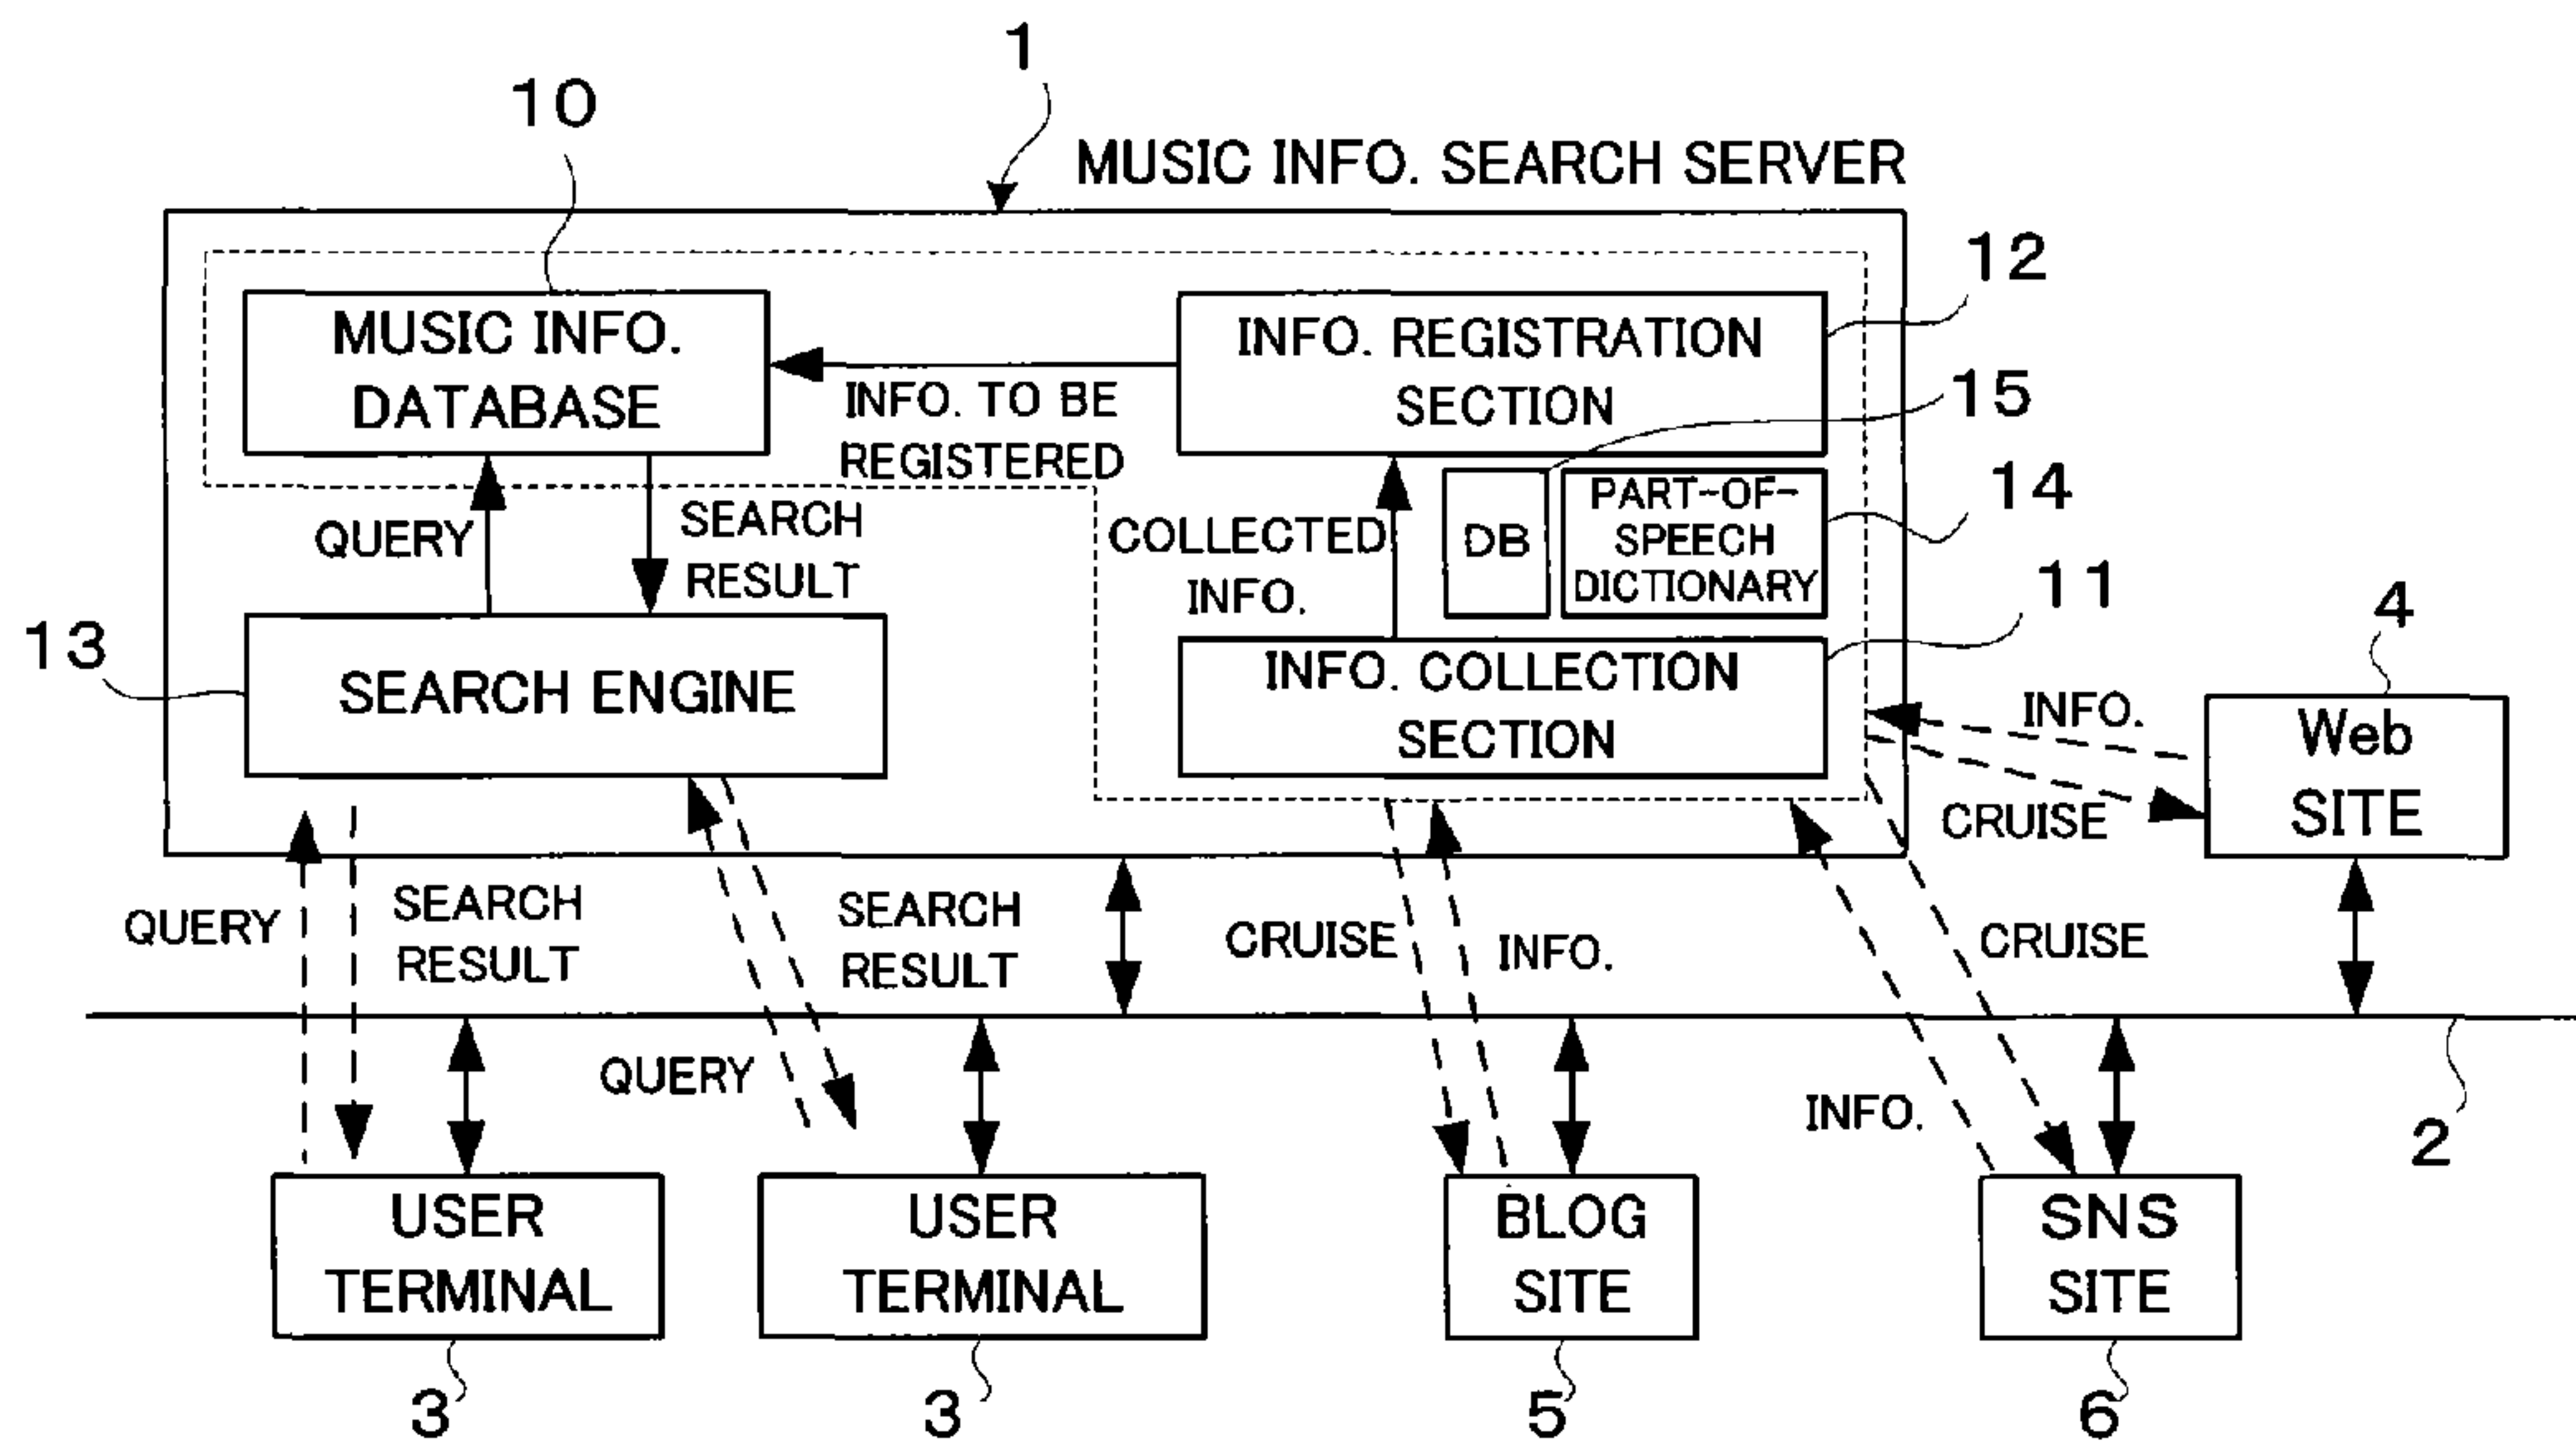 1
10
MUSIC INFO. SEARCH SERVER
12
MUSIC INFO.
DATABASE
INFO. REGISTRATION
SECTION
15
INFO. TO BE
REGISTERED
14
QUERY
SEARCH
RESULT
COLLECTED
INFO.
DB
PART-OF-
SPEECH
DICTIONARY
11
4
13
SEARCH ENGINE
INFO. COLLECTION
SECTION
INFO.
Web
SITE
CRUISE
QUERY
SEARCH
RESULT
SEARCH
RESULT
CRUISE
INFO.
CRUISE
QUERY
INFO.
2
USER
TERMINAL
USER
TERMINAL
BLOG
SITE
SNS
SITE
3
3
5
6